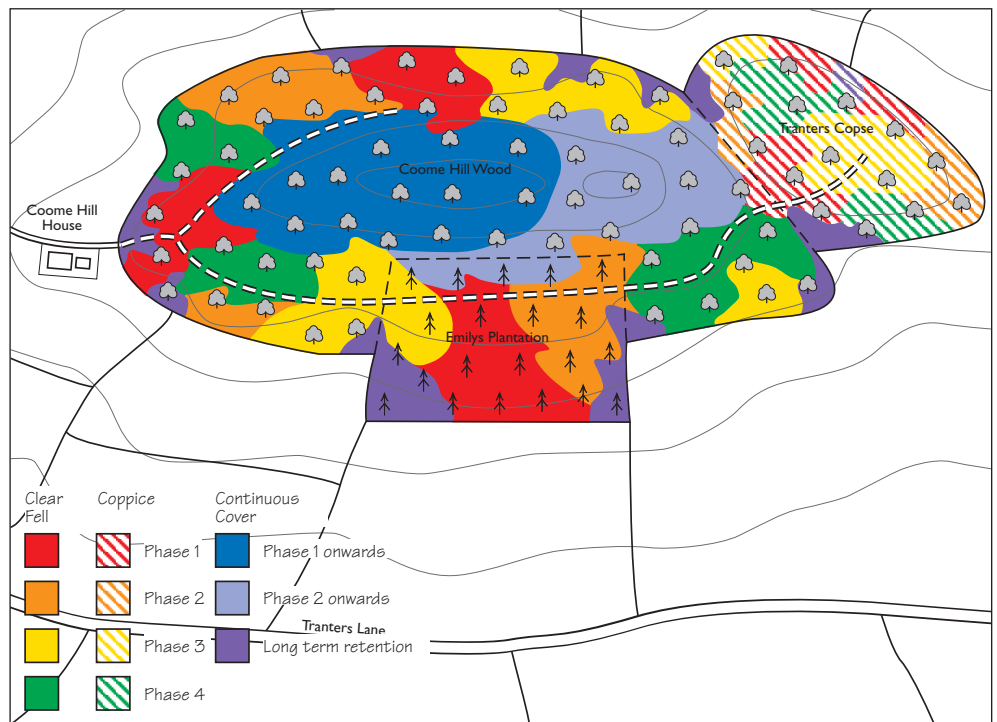 Tranters Copse
Coome Hill Wood
Coome Hill
House
Emilys Plantation
Clear
Fell
Coppice
Continuous
Cover
Phase 1
Phase 1 onwards
Phase 2
Phase 2 onwards
Tranters Lane
Phase 3
Long term retention
Phase 4